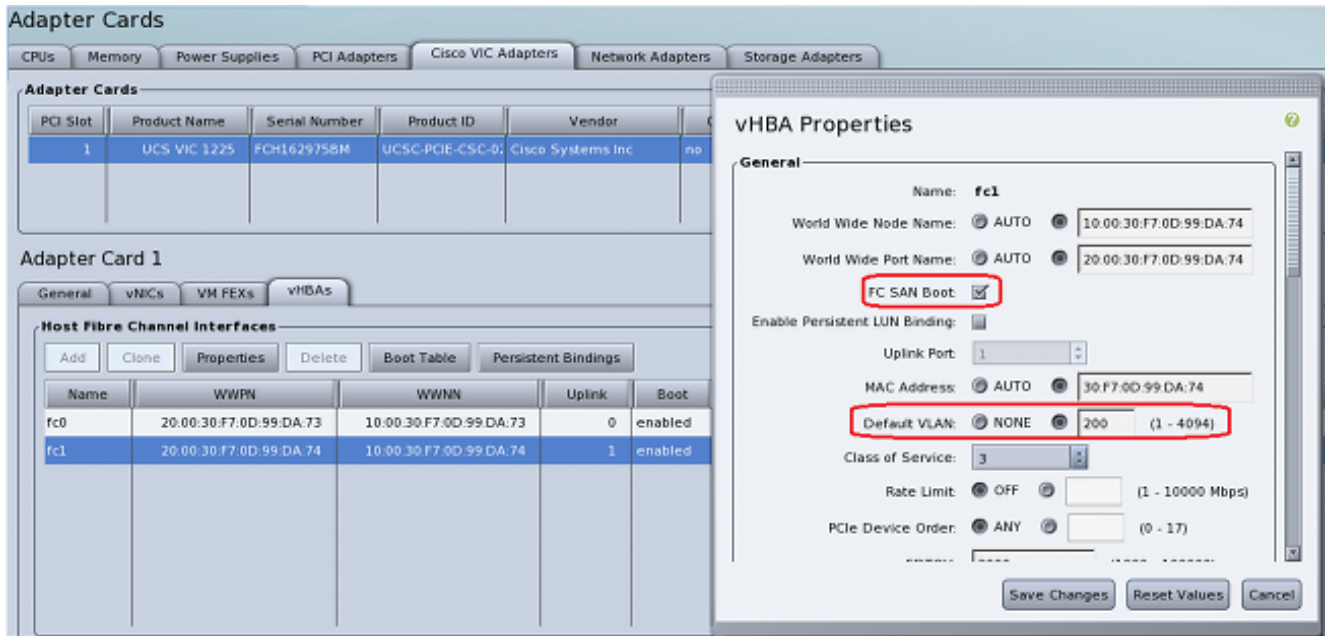 Adapter Cards
CPUs Memory Power Supplies PCI Adapters Cisco VIC Adapters Network Adapters Storage Adapters
Adapter Cards
PCI Slot Product Name Serial Number Product ID Vendor
1 UCS VIC 1225 FCH1629758M UCSC-PCIE-CSC-02 Cisco Systems Inc no
Adapter Card 1
General vNICs VM FEXs vHBAs
Host Fibre Channel Interfaces
Add Clone Properties Delete Boot Table Persistent Bindings
Name WWPN WWNN Uplink Boot
fc0 20:00:30:F7:0D:99:DA:73 10:00:30:F7:0D:99:DA:73 0 enabled
fc1 20:00:30:F7:0D:99:DA:74 10:00:30:F7:0D:99:DA:74 1 enabled
vHBA Properties
General
Name: fc1
World Wide Node Name: AUTO 10:00:30:F7:0D:99:DA:74
World Wide Port Name: AUTO 20:00:30:F7:0D:99:DA:74
FC SAN Boot:
Enable Persistent LUN Binding:
Uplink Port: 1
MAC Address: AUTO 30:F7:0D:99:DA:74
Default VLAN: NONE 200 (1 - 4094)
Class of Service: 3
Rate Limit: OFF (1 - 10000 Mbps)
PCIe Device Order: ANY (0 - 17)
Save Changes Reset Values Cancel